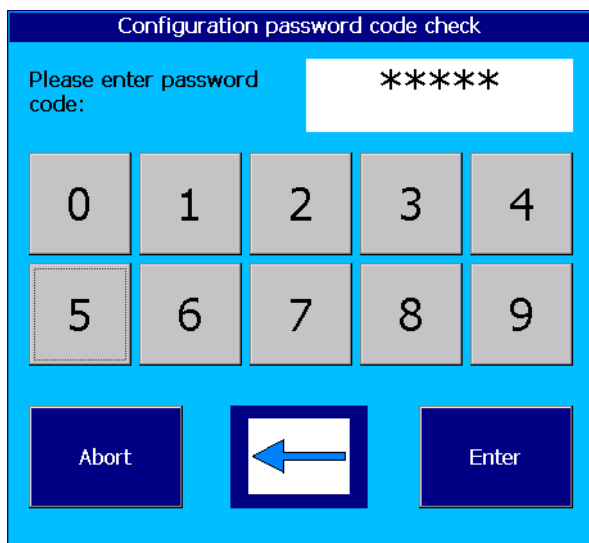 Configuration password code check
Please enter password
code:
*****
0 1 2 3 4
5 6 7 8 9
Abort
Enter